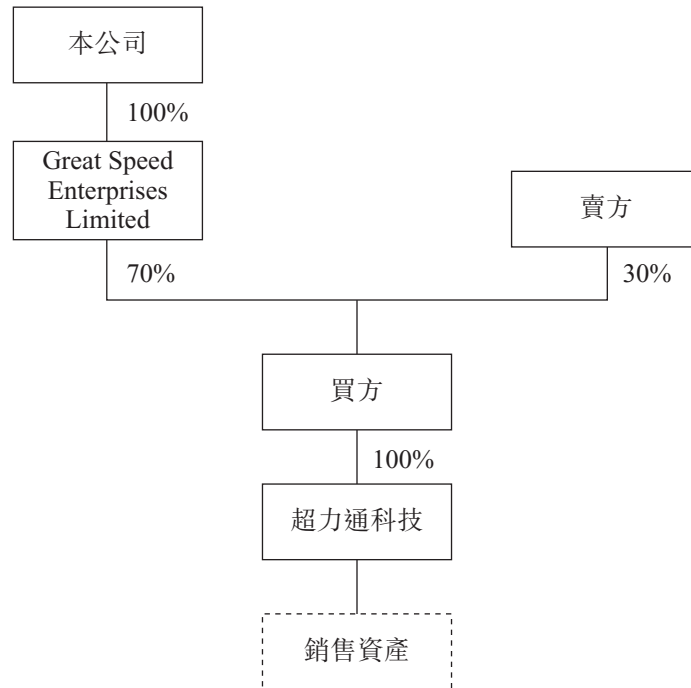 本公司
100%
Great Speed
Enterprises
Limited
賣方
70%
30%
買方
100%
超力通科技
銷售資產